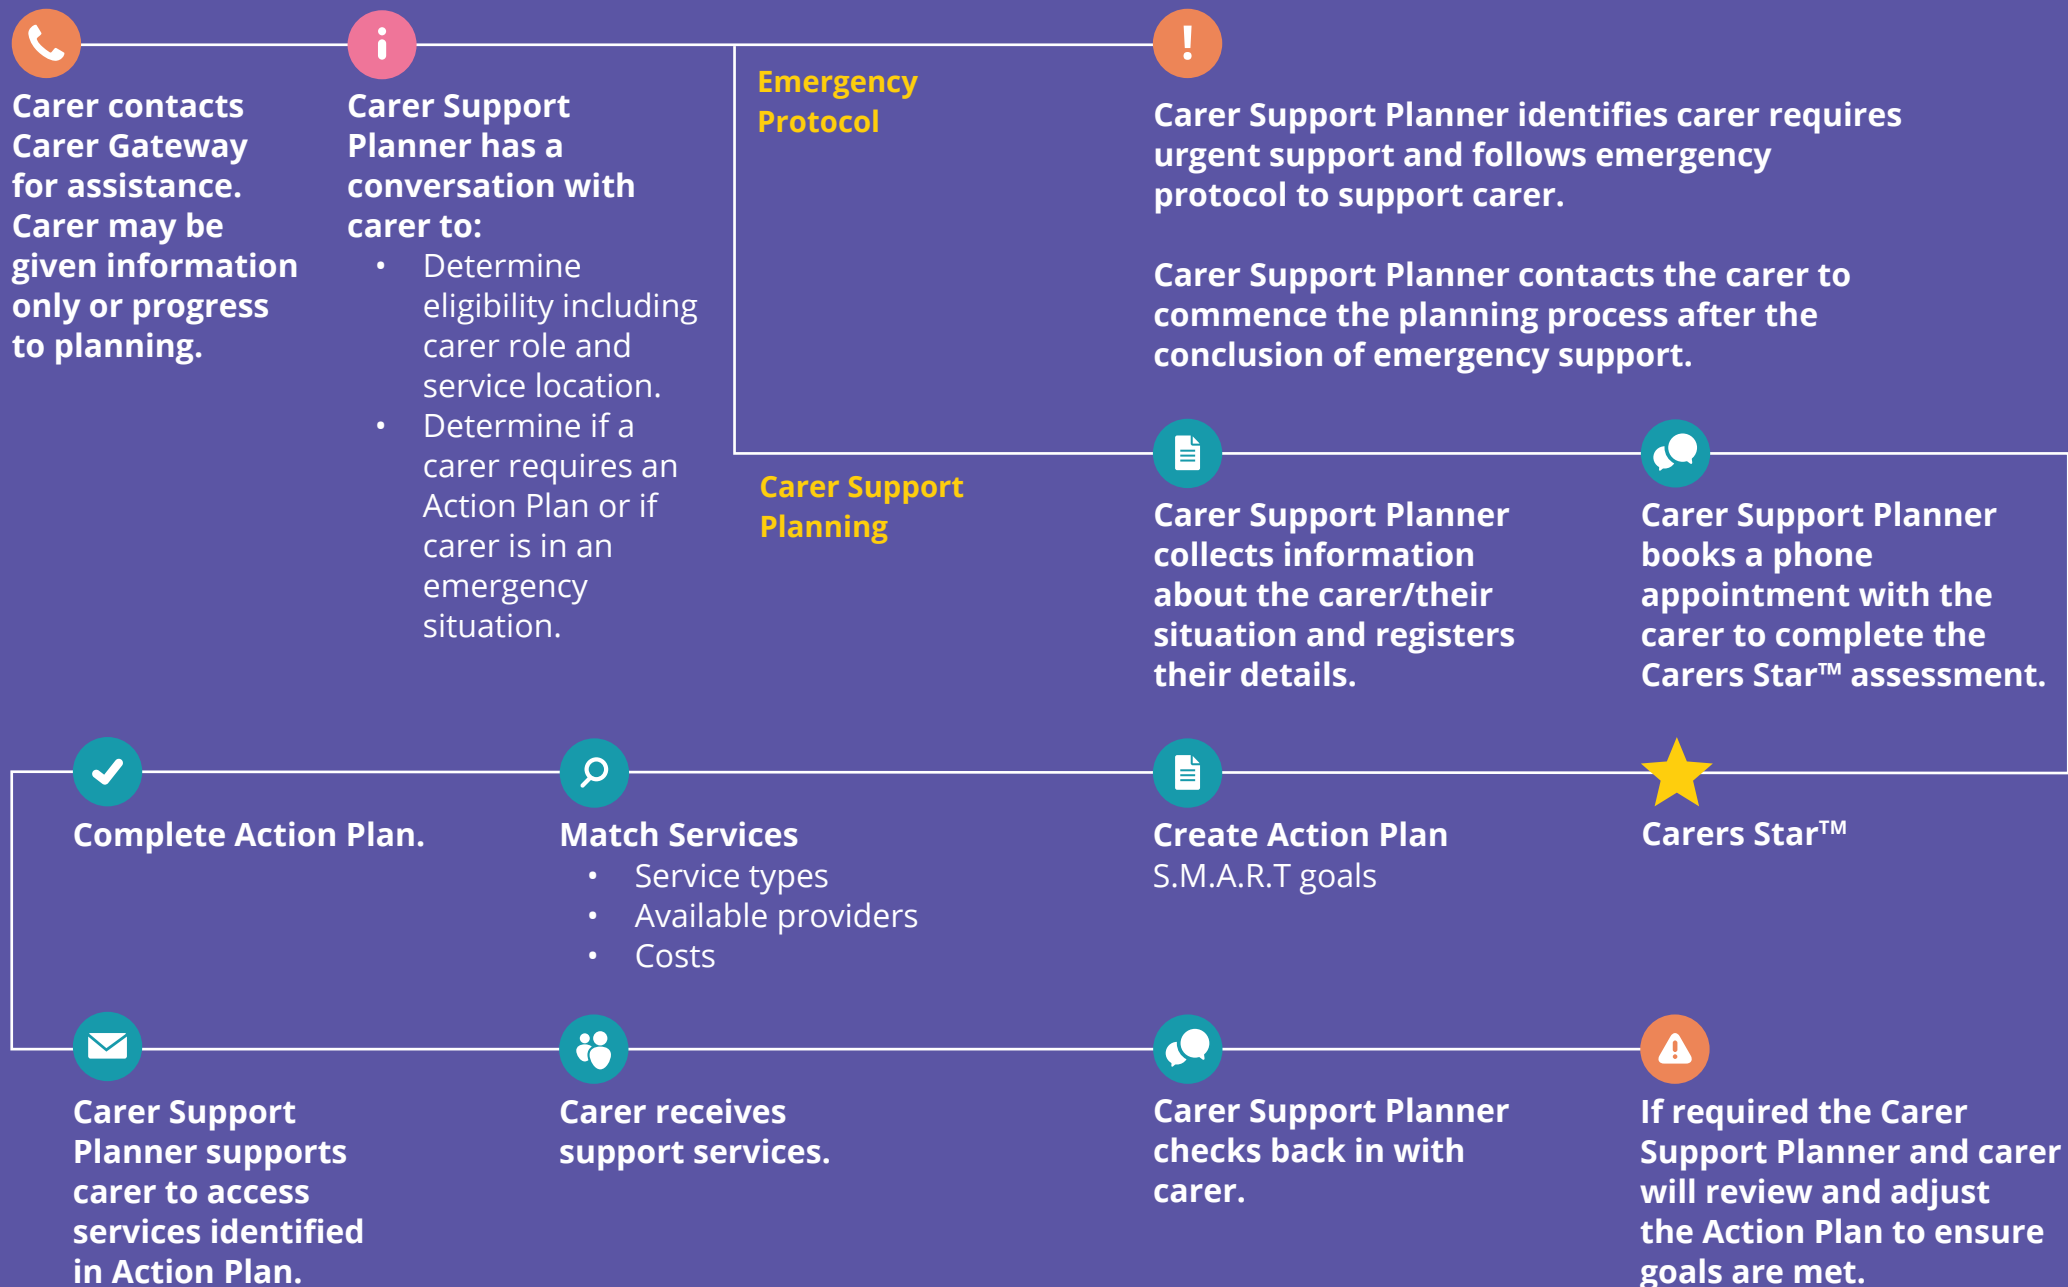 Carer contacts
Carer Gateway
for assistance.
Carer may be
given information
only or progress
to planning.
Carer Support
Planner has a
conversation with
carer to:
• Determine
eligibility including
carer role and
service location.
• Determine if a
carer requires an
Action Plan or if
carer is in an
emergency
situation.
Emergency
Protocol
Carer Support Planner identifies carer requires
urgent support and follows emergency
protocol to support carer.
Carer Support Planner contacts the carer to
commence the planning process after the
conclusion of emergency support.
Carer Support
Planning
Carer Support Planner
collects information
about the carer/their
situation and registers
their details.
Carer Support Planner
books a phone
appointment with the
carer to complete the
Carers Star™ assessment.
Carers Star™
Create Action Plan
S.M.A.R.T goals
Match Services
• Service types
• Available providers
• Costs
Complete Action Plan.
Carer Support
Planner supports
carer to access
services identified
in Action Plan.
Carer receives
support services.
Carer Support Planner
checks back in with
carer.
If required the Carer
Support Planner and carer
will review and adjust
the Action Plan to ensure
goals are met.